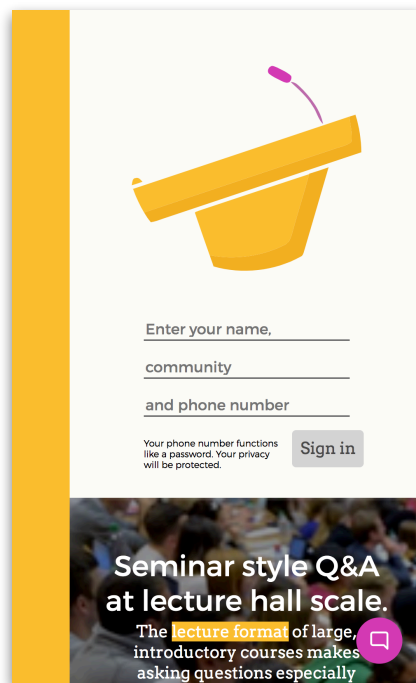 Enter your name,
community
and phone number
Your phone number functions
like a password. Your privacy
will be protected.
Sign in
Seminar style Q&A
at lecture hall scale.
The lecture format of large,
introductory courses makes
asking questions especially